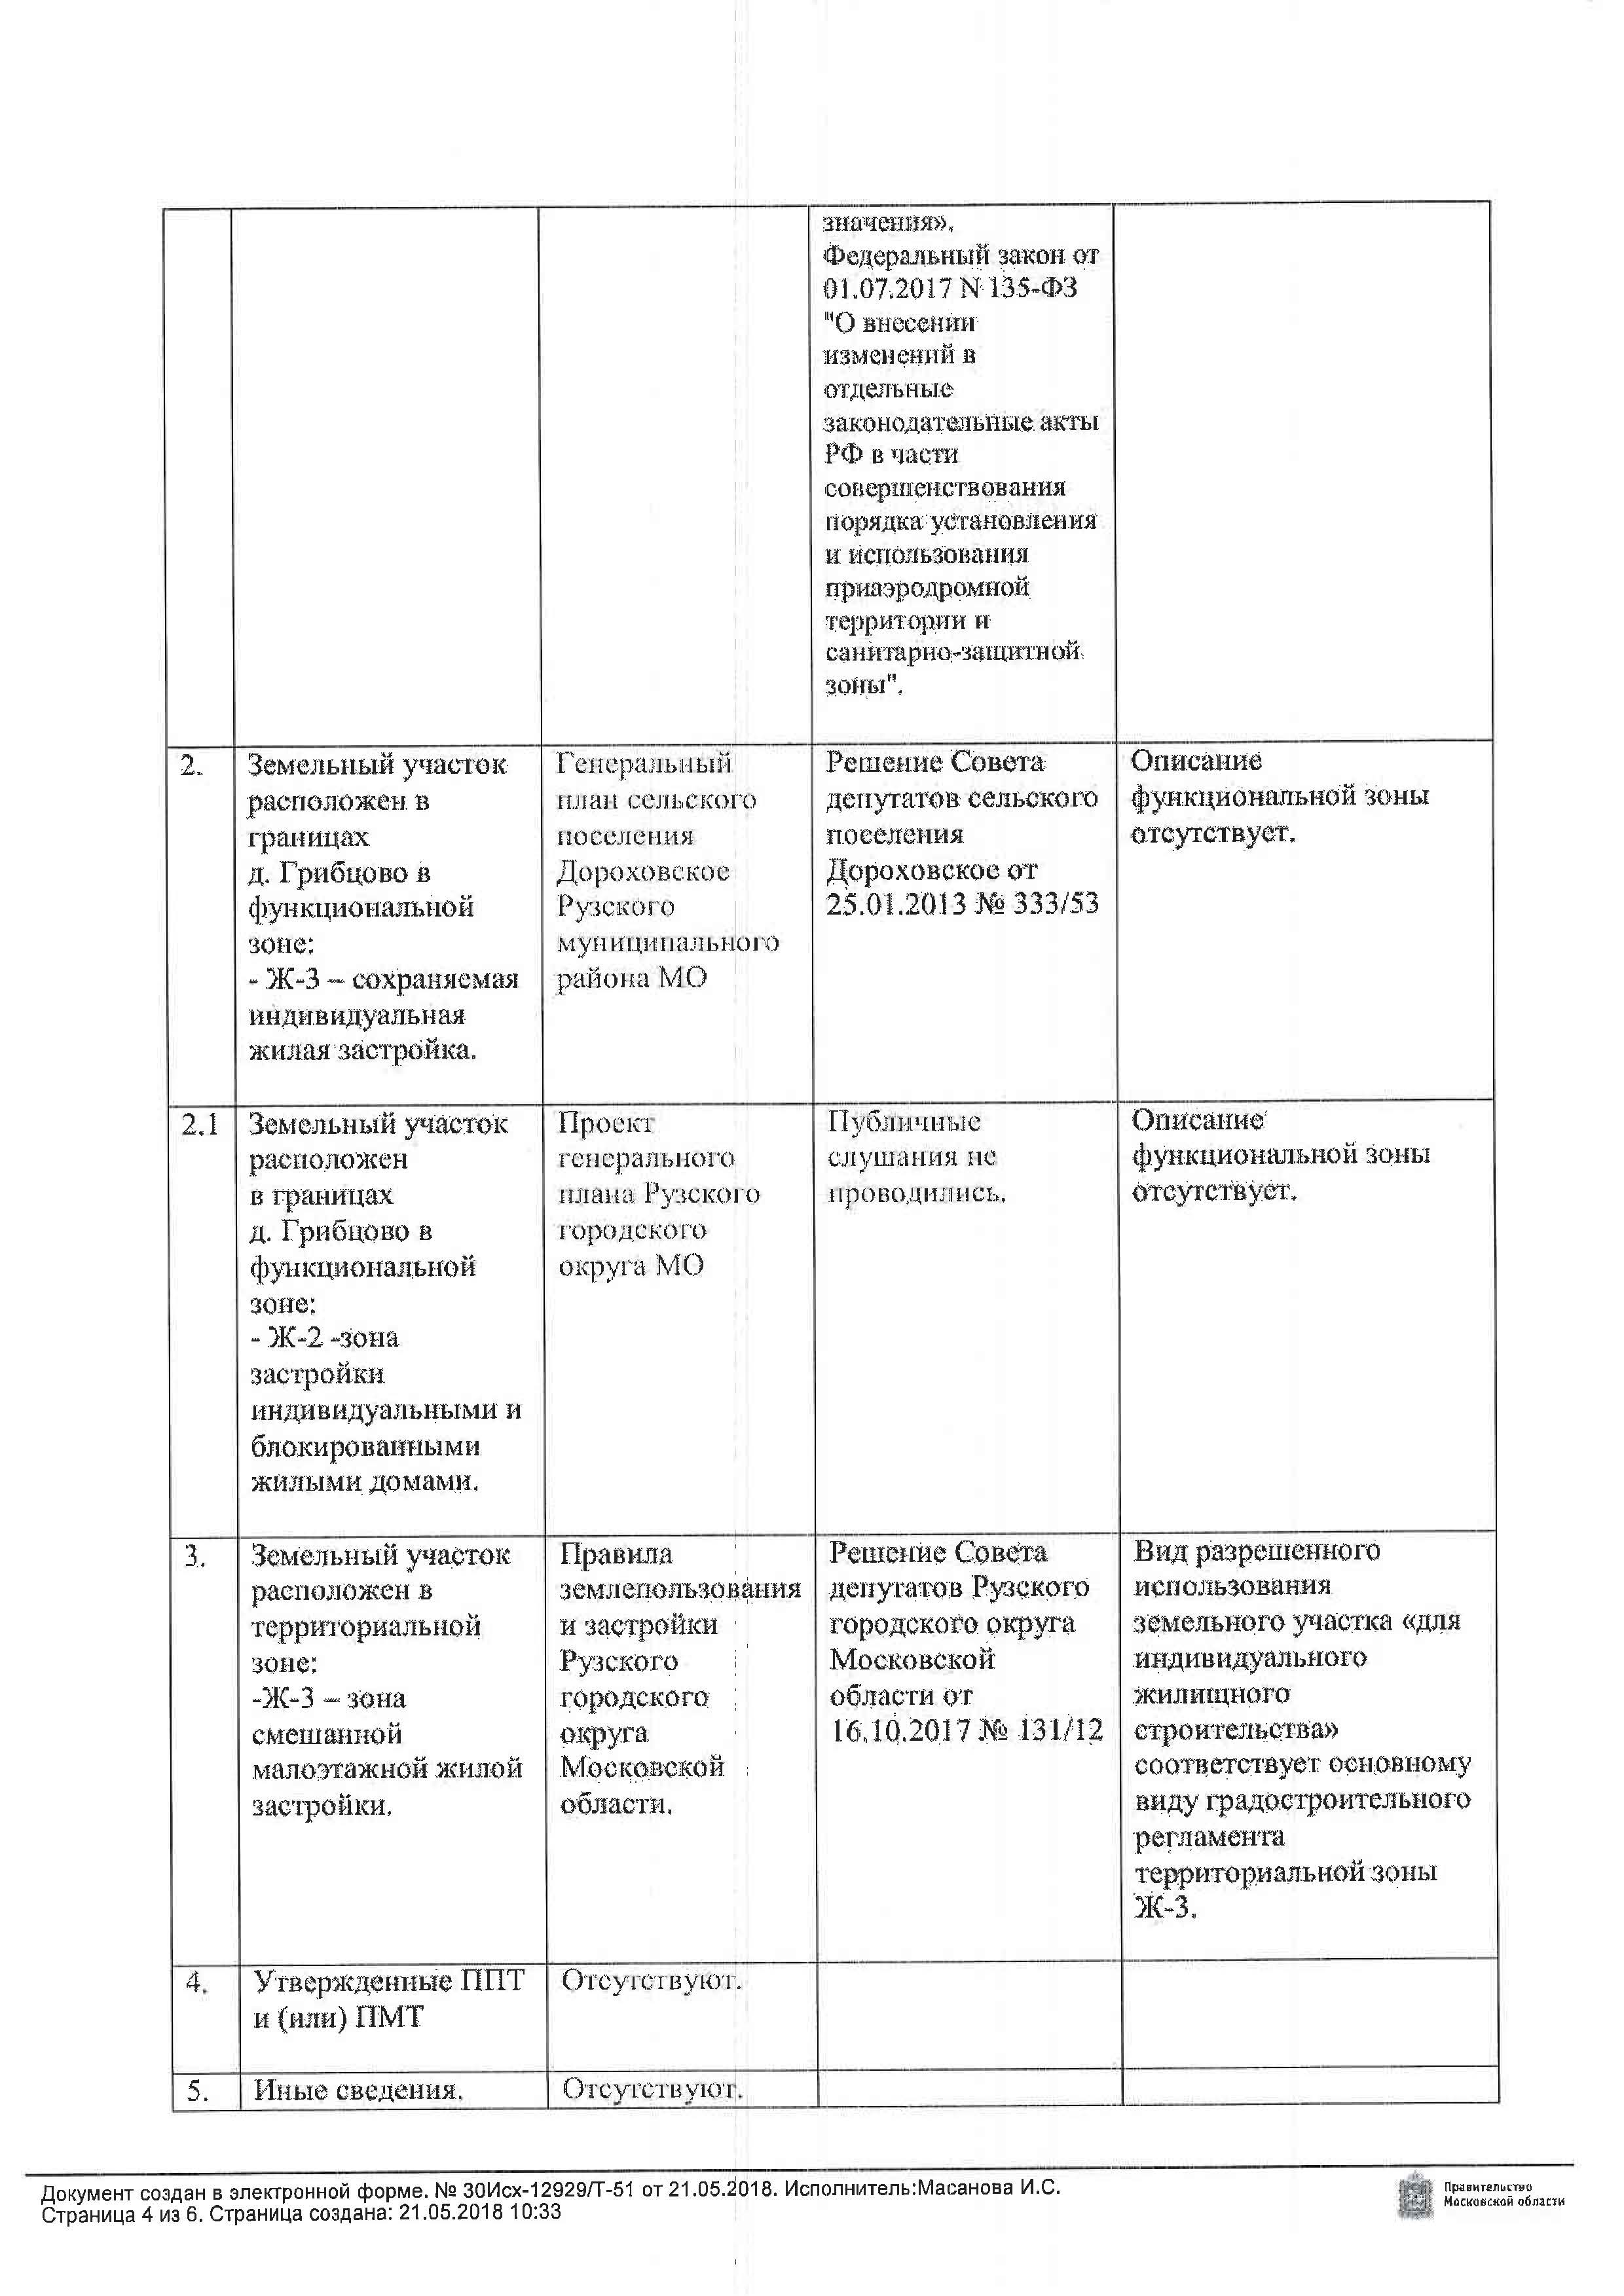 значения»,
Федеральный закон от
01.07.2017 N 135-ФЗ
"О внесении
изменений в
отдельные
законодательные акты
РФ в части
совершенствования
порядка установления
и использования
приаэродромной
территории и
санитарно-защитной
зоны".
2.
Земельный участок
расположен в
границах
д. Грибцово в
функциональной
зоне:
- Ж-3 – сохраняемая
индивидуальная
жилая застройка.
Генеральный
план сельского
поселения
Дороховское
Рузского
муниципального
района МО
Решение Совета
депутатов сельского
поселения
Дороховское от
25.01.2013 № 333/53
Описание
функциональной зоны
отсутствует.
2.1
Земельный участок
расположен
в границах
д. Грибцово в
функциональной
зоне:
- Ж-2 -зона
застройки
индивидуальными и
блокированными
жилыми домами.
Проект
генерального
плана Рузского
городского
округа МО
Публичные
слушания не
проводились.
Описание
функциональной зоны
отсутствует.
3.
Земельный участок
расположен в
территориальной
зоне:
-Ж-3 – зона
смешанной
малоэтажной жилой
застройки.
Правила
землепользования
и застройки
Рузского
городского
округа
Московской
области.
Решение Совета
депутатов Рузского
городского округа
Московской
области от
16.10.2017 № 131/12
Вид разрешенного
использования
земельного участка «для
индивидуального
жилищного
строительства»
соответствует основному
виду градостроительного
регламента
территориальной зоны
Ж-3.
4.
Утвержденные ППТ
и (или) ПМТ
Отсутствуют.
5.
Иные сведения.
Отсутствуют.
Документ создан в электронной форме. № 30Исх-12929/Т-51 от 21.05.2018. Исполнитель:Масанова И.С.
Страница 4 из 6. Страница создана: 21.05.2018 10:33
Правительство
Московской области